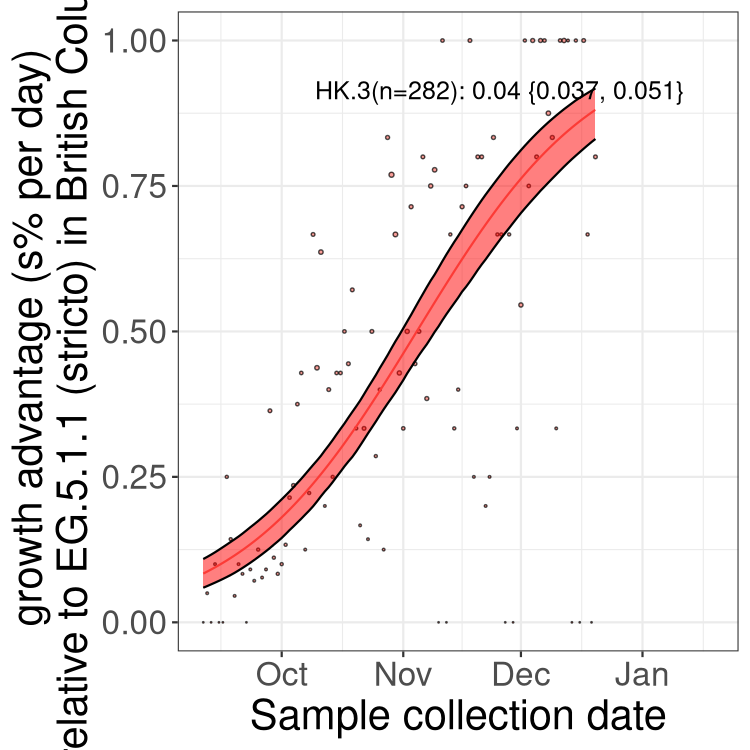 growth advantage (s% per day)
relative to EG.5.1.1 (stricto) in British
1.00
0.75
0.50
0.25
0.00
HK.3(n=282): 0.04 {0.037, 0.051}
Oct Nov Dec Jan
Sample collection date